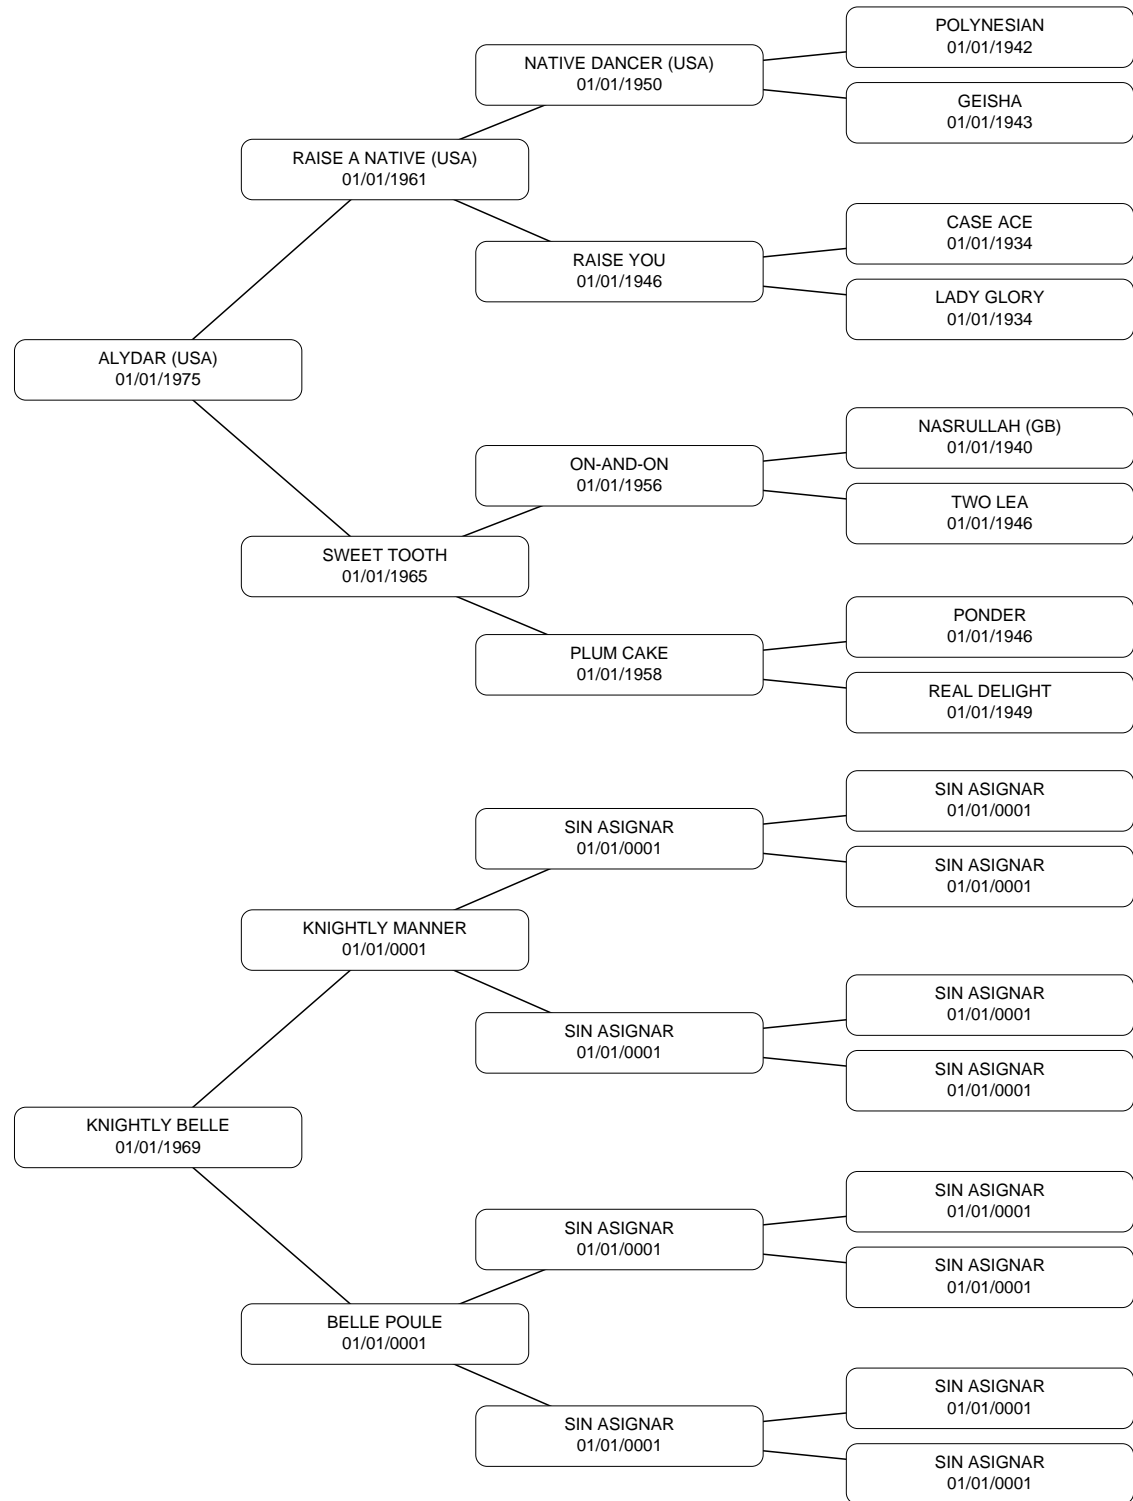 POLYNESIAN
01/01/1942
NATIVE DANCER (USA)
01/01/1950
GEISHA
01/01/1943
RAISE A NATIVE (USA)
01/01/1961
CASE ACE
01/01/1934
RAISE YOU
01/01/1946
LADY GLORY
01/01/1934
ALYDAR (USA)
01/01/1975
NASRULLAH (GB)
01/01/1940
ON-AND-ON
01/01/1956
TWO LEA
01/01/1946
SWEET TOOTH
01/01/1965
PONDER
01/01/1946
PLUM CAKE
01/01/1958
REAL DELIGHT
01/01/1949
SIN ASIGNAR
01/01/0001
SIN ASIGNAR
01/01/0001
SIN ASIGNAR
01/01/0001
KNIGHTLY MANNER
01/01/0001
SIN ASIGNAR
01/01/0001
SIN ASIGNAR
01/01/0001
SIN ASIGNAR
01/01/0001
KNIGHTLY BELLE
01/01/1969
SIN ASIGNAR
01/01/0001
SIN ASIGNAR
01/01/0001
SIN ASIGNAR
01/01/0001
BELLE POULE
01/01/0001
SIN ASIGNAR
01/01/0001
SIN ASIGNAR
01/01/0001
SIN ASIGNAR
01/01/0001